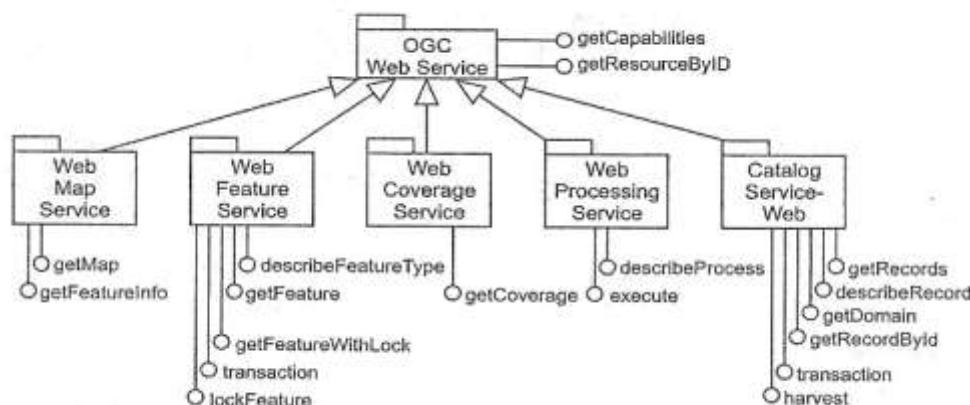 OGC
Web Service
getCapabilities
getResourceByID
Web
Map
Service
Web
Feature
Service
Web
Coverage
Service
Web
Processing
Service
Catalog
Service-
Web
getMap
getFeatureInfo
describeFeatureType
getFeature
getFeatureWithLock
transaction
lockFeature
getCoverage
describeProcess
execute
getRecords
describeRecord
getDomain
getRecordById
transaction
harvest